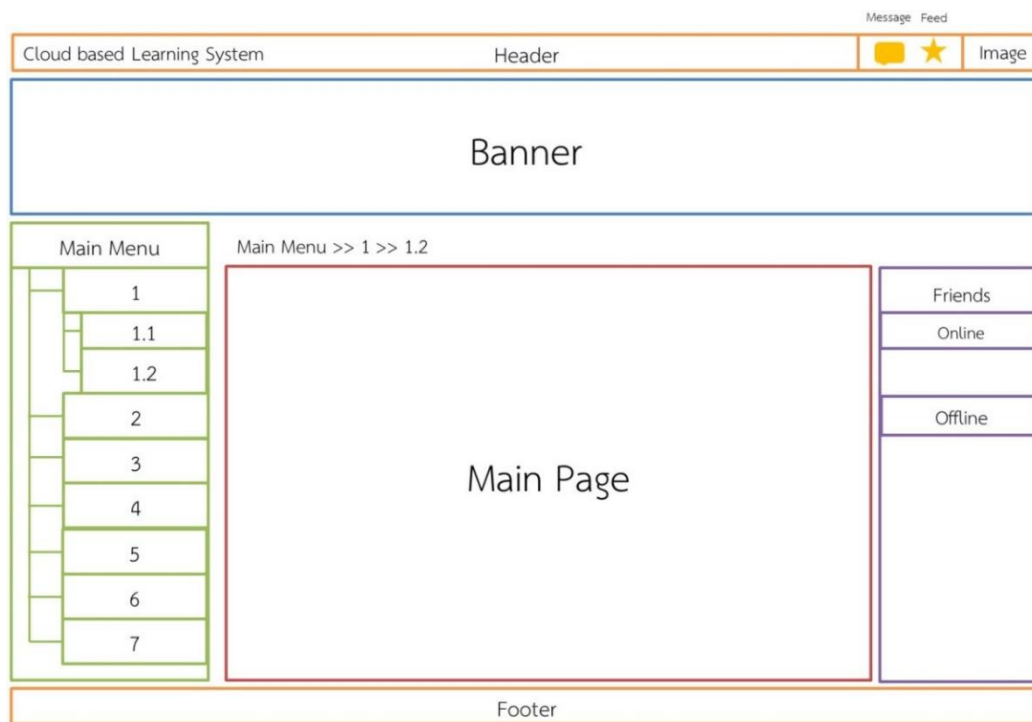 Message Feed
Cloud based Learning System Header Image
Banner
Main Menu
Main Menu >> 1 >> 1.2
1
1.1
1.2
2
3
4
5
6
7
Main Page
Friends
Online
Offline
Footer